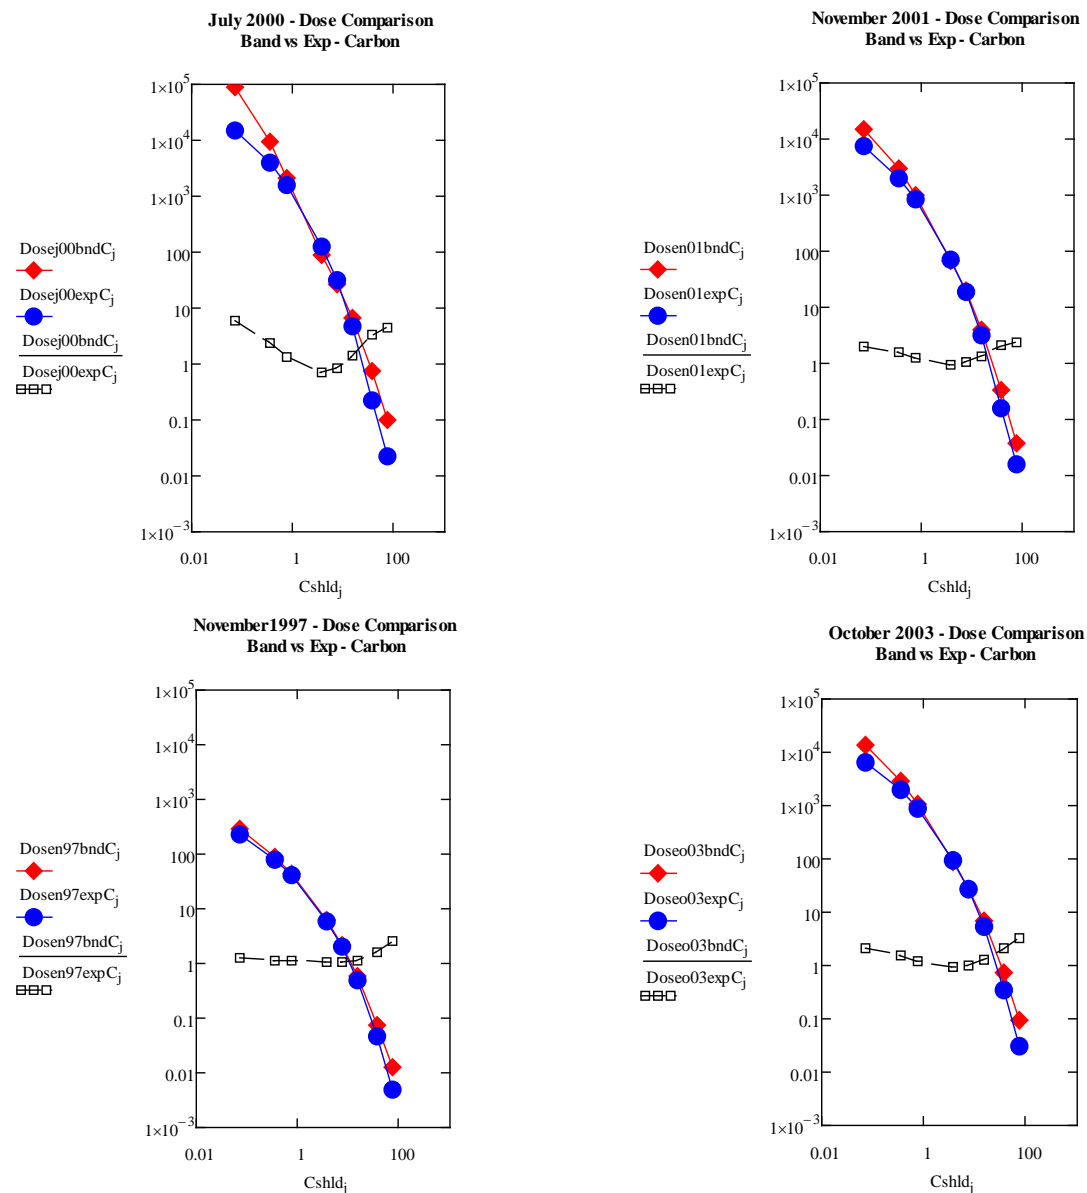 July 2000 - Dose Comparison
Band vs Exp - Carbon
1×10^5
1×10^4
1×10^3
100
10
1
0.1
0.01
1×10^-3
0.01
1
100
Cshld_j
Dosej00bndC_j
Dosej00expC_j
Dosej00bndC_j
Dosej00expC_j
November 2001 - Dose Comparison
Band vs Exp - Carbon
1×10^5
1×10^4
1×10^3
100
10
1
0.1
0.01
1×10^-3
0.01
1
100
Cshld_j
Dosen01bndC_j
Dosen01expC_j
Dosen01bndC_j
Dosen01expC_j
November1997 - Dose Comparison
Band vs Exp - Carbon
1×10^5
1×10^4
1×10^3
100
10
1
0.1
0.01
1×10^-3
0.01
1
100
Cshld_j
Dosen97bndC_j
Dosen97expC_j
Dosen97bndC_j
Dosen97expC_j
October 2003 - Dose Comparison
Band vs Exp - Carbon
1×10^5
1×10^4
1×10^3
100
10
1
0.1
0.01
1×10^-3
0.01
1
100
Cshld_j
Doseo03bndC_j
Doseo03expC_j
Doseo03bndC_j
Doseo03expC_j